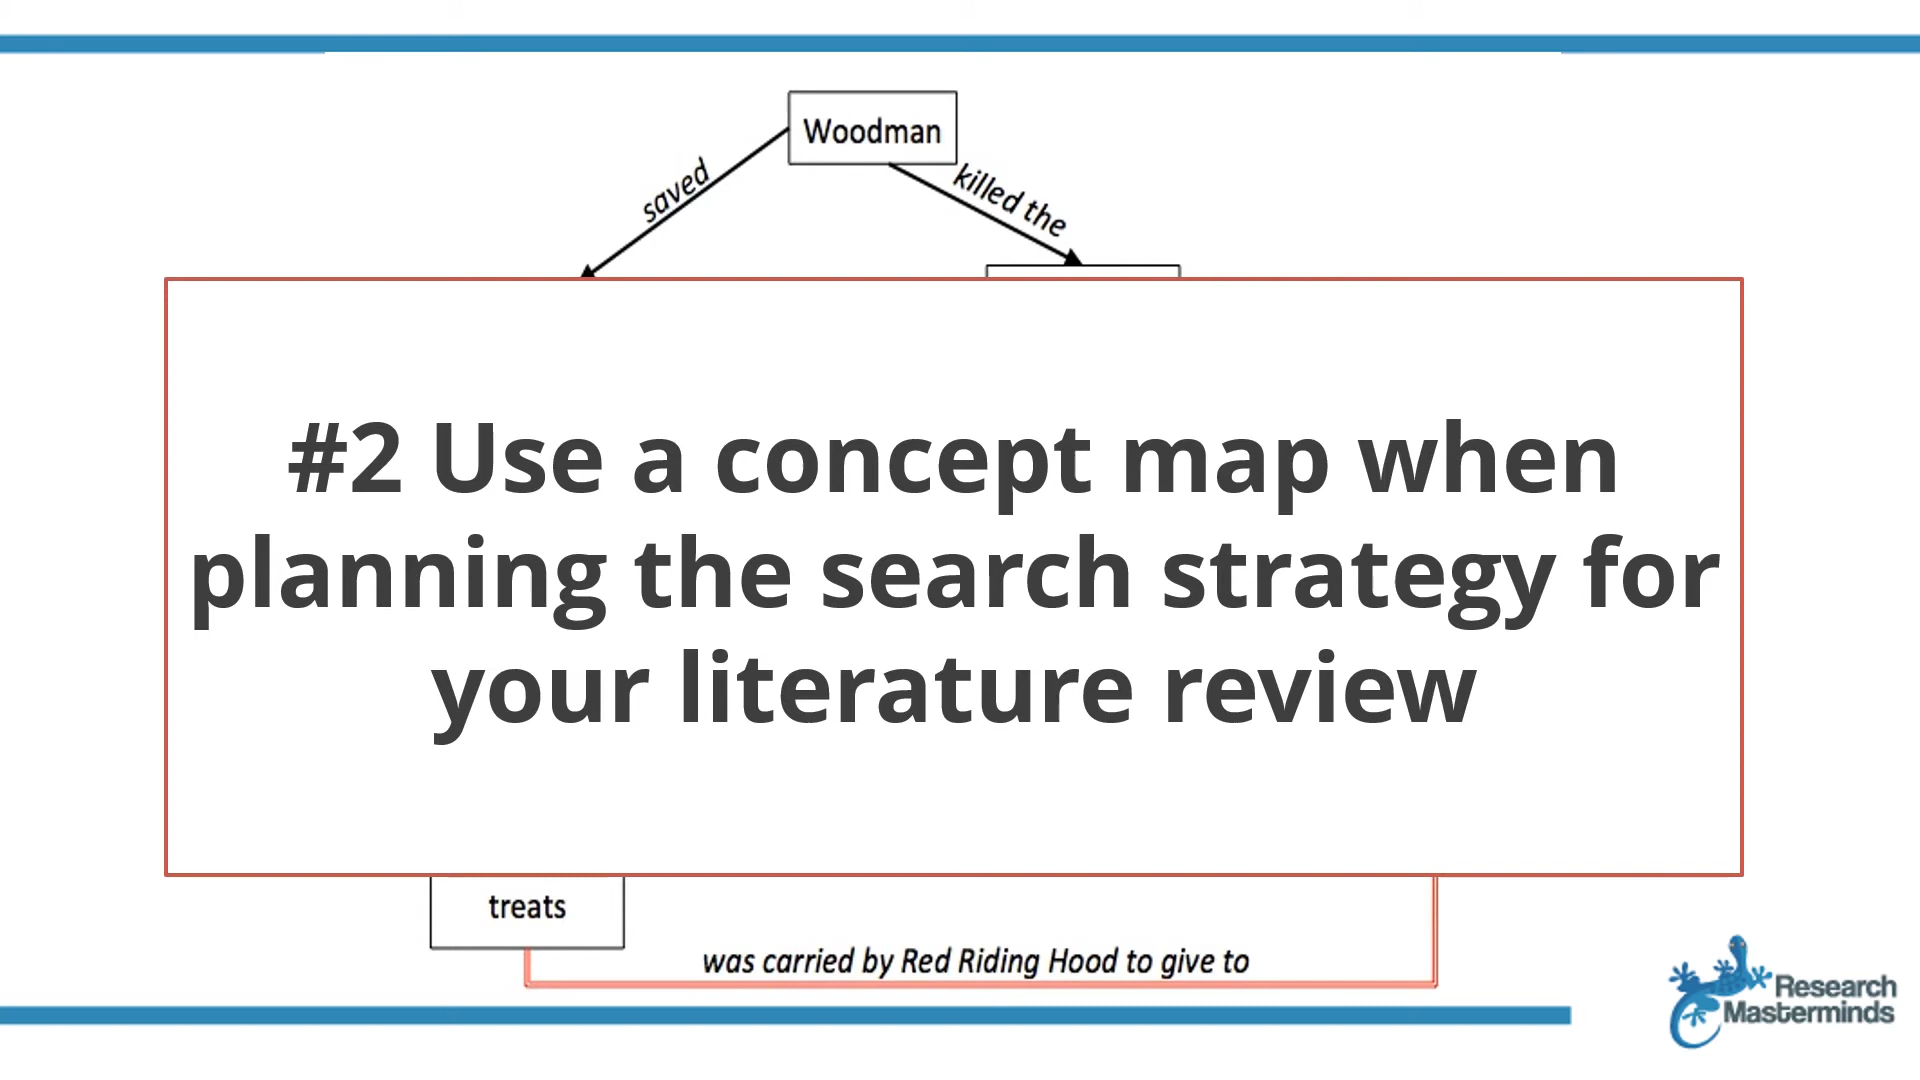 Woodman
saved
killed the
#2 Use a concept map when
planning the search strategy for
your literature review
treats
was carried by Red Riding Hood to give to
Research
Masterminds